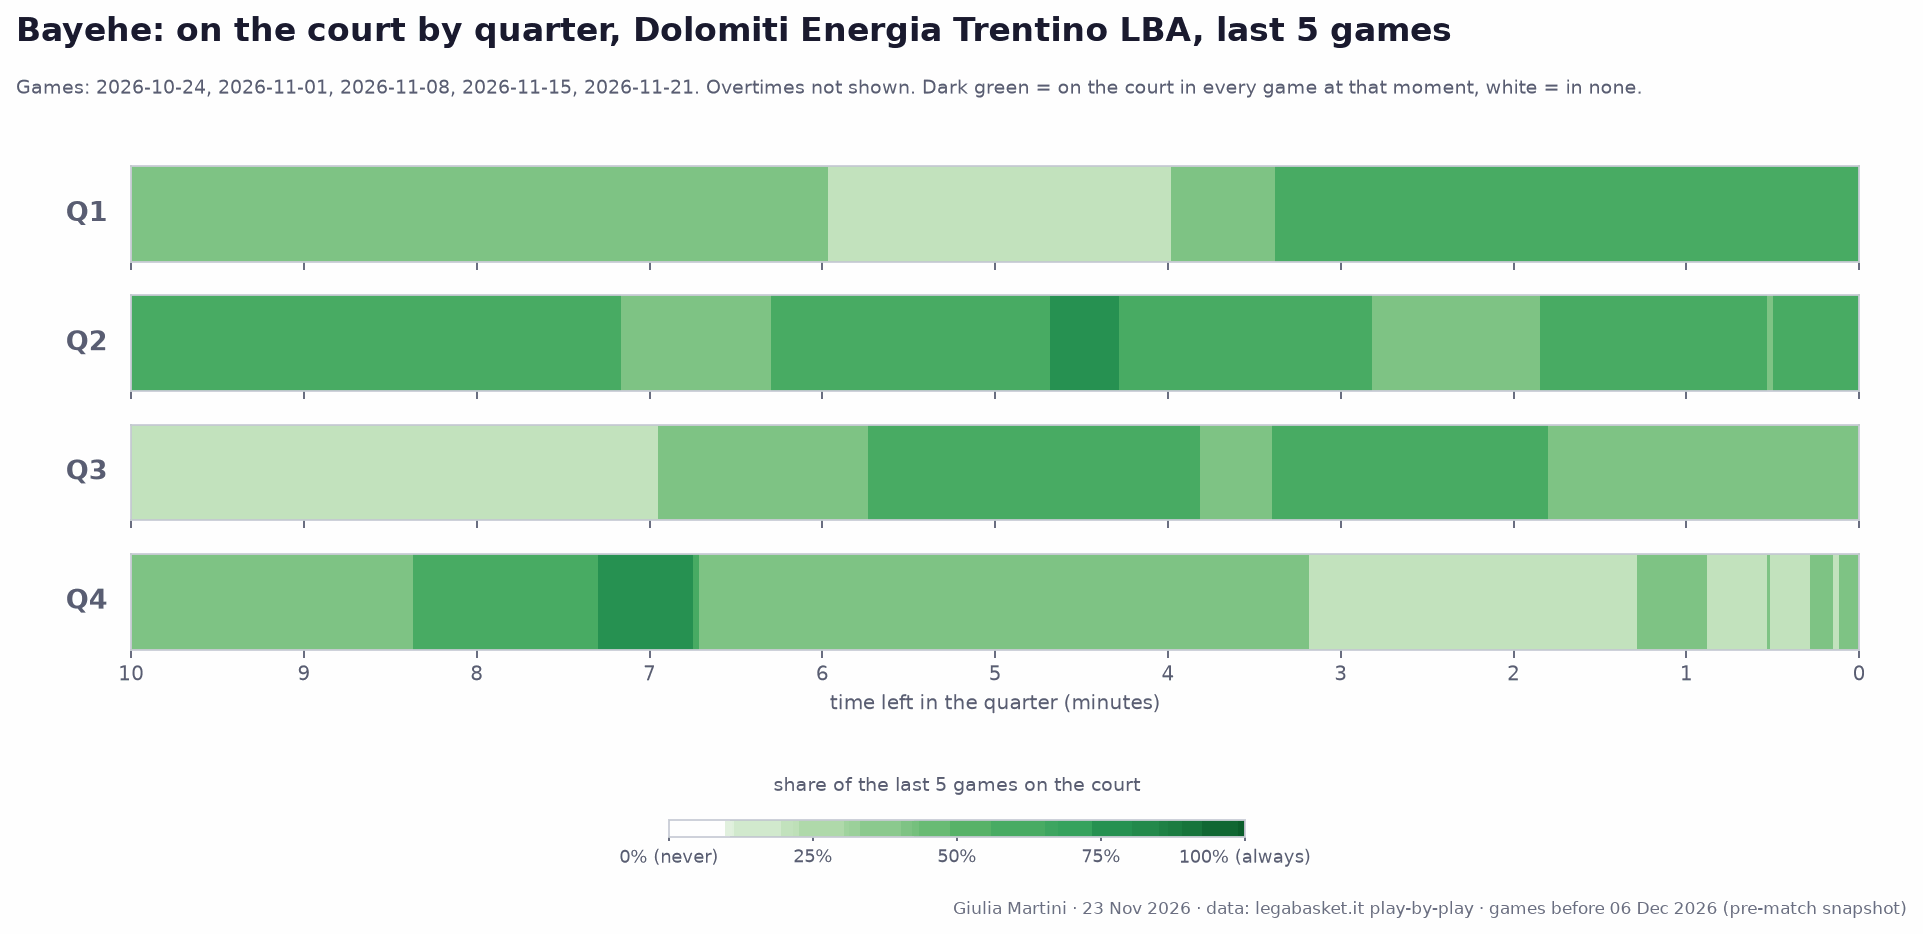 Bayehe: on the court by quarter, Dolomiti Energia Trentino LBA, last 5 games
Games: 2026-10-24, 2026-11-01, 2026-11-08, 2026-11-15, 2026-11-21. Overtimes not shown. Dark green = on the court in every game at that moment, white = in none.
Q1
Q2
Q3
Q4
10 9 8 7 6 5 4 3 2 1 0
time left in the quarter (minutes)
share of the last 5 games on the court
0% (never) 25% 50% 75% 100% (always)
Giulia Martini · 23 Nov 2026 · data: legabasket.it play-by-play · games before 06 Dec 2026 (pre-match snapshot)